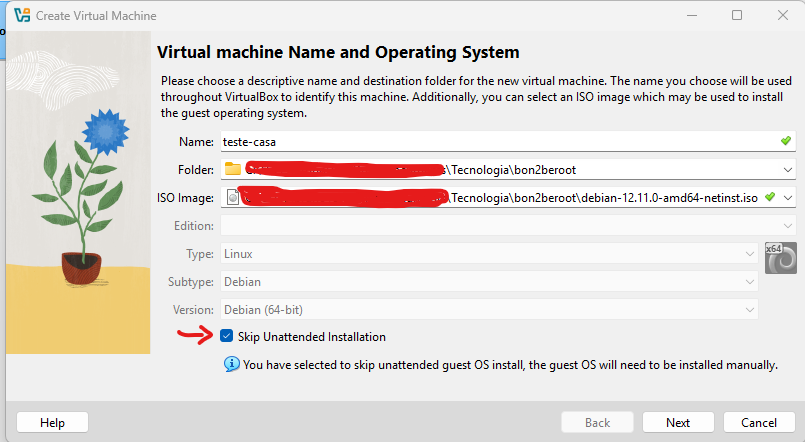 Create Virtual Machine
Virtual machine Name and Operating System
Please choose a descriptive name and destination folder for the new virtual machine. The name you choose will be used
throughout VirtualBox to identify this machine. Additionally, you can select an ISO image which may be used to install
the guest operating system.
Name: teste-casa
Folder: \Tecnologia\bon2beroot
ISO Image: \Tecnologia\bon2beroot\debian-12.11.0-amd64-netinst.iso
Edition:
Type: Linux
x64
Subtype: Debian
Version: Debian (64-bit)
Skip Unattended Installation
You have selected to skip unattended guest OS install, the guest OS will need to be installed manually.
Help Back Next Cancel